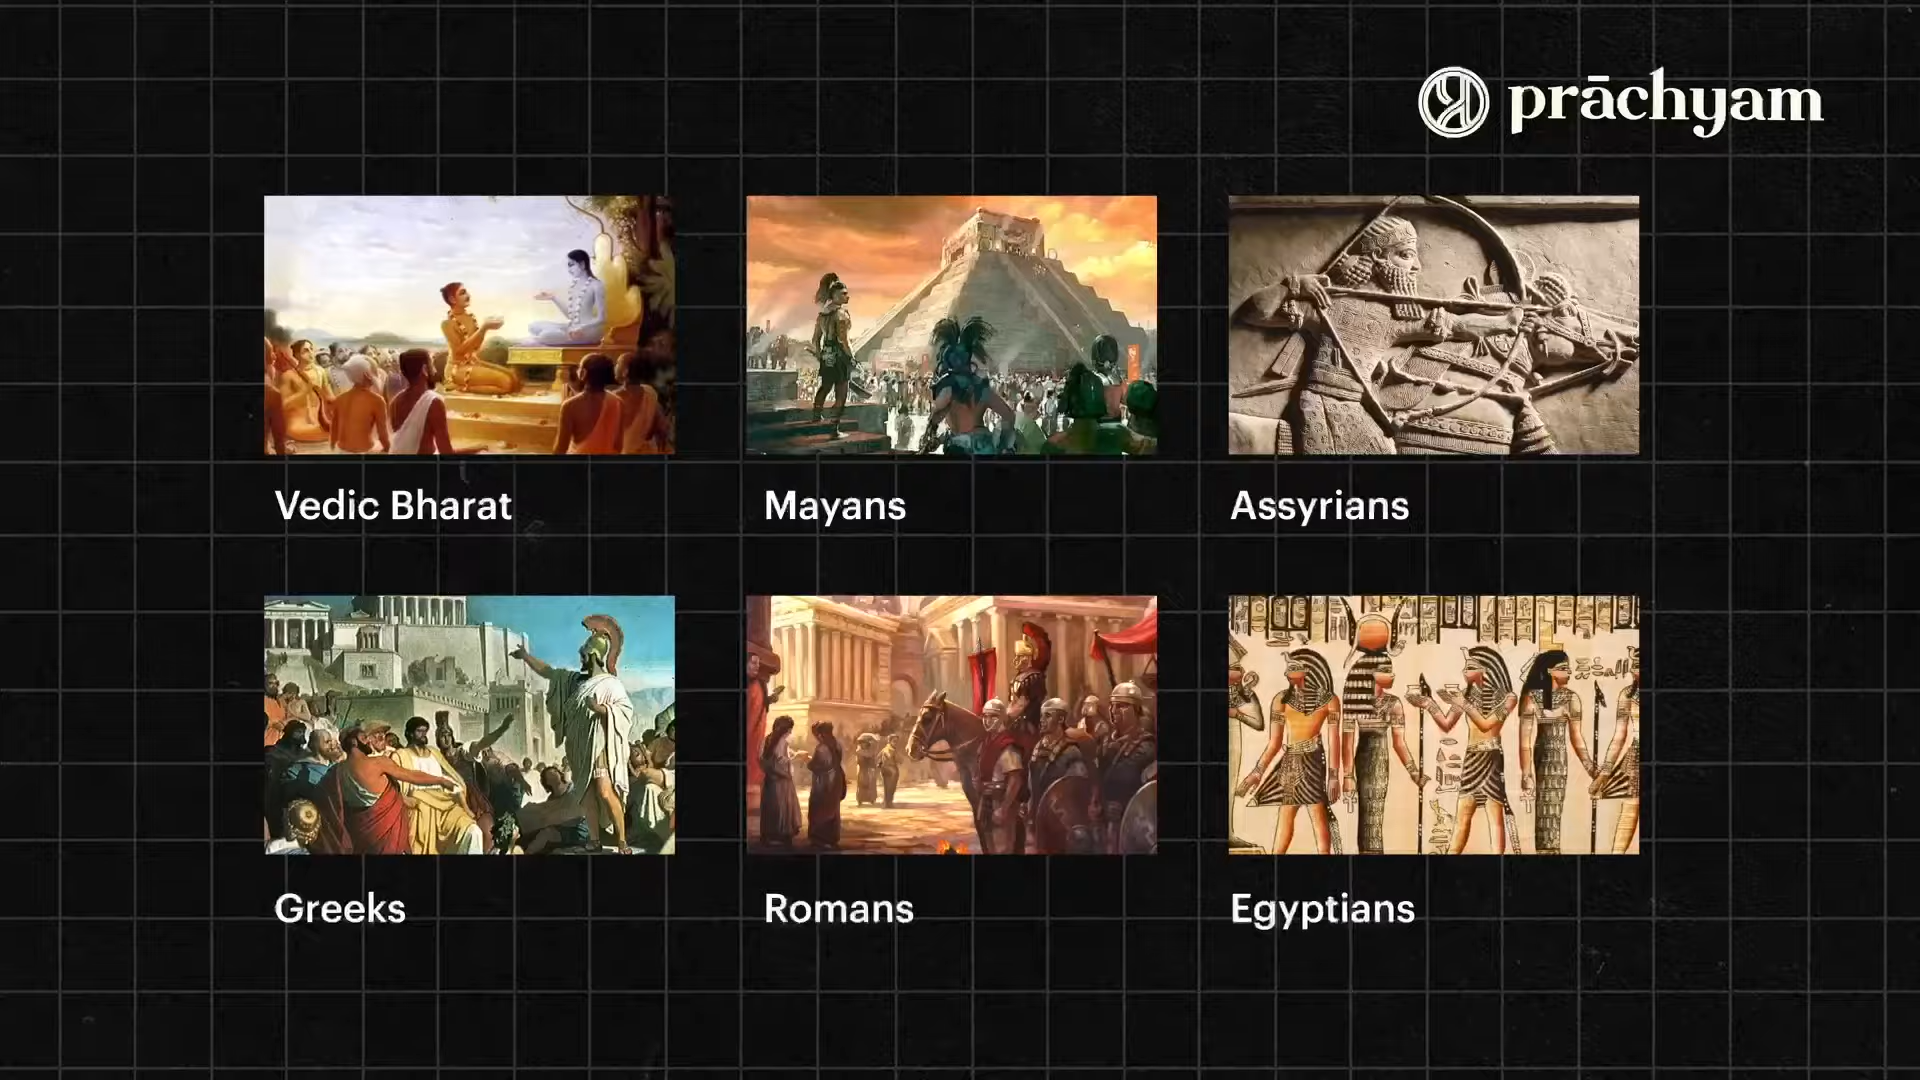 prāchyam
Vedic Bharat
Mayans
Assyrians
Greeks
Romans
Egyptians